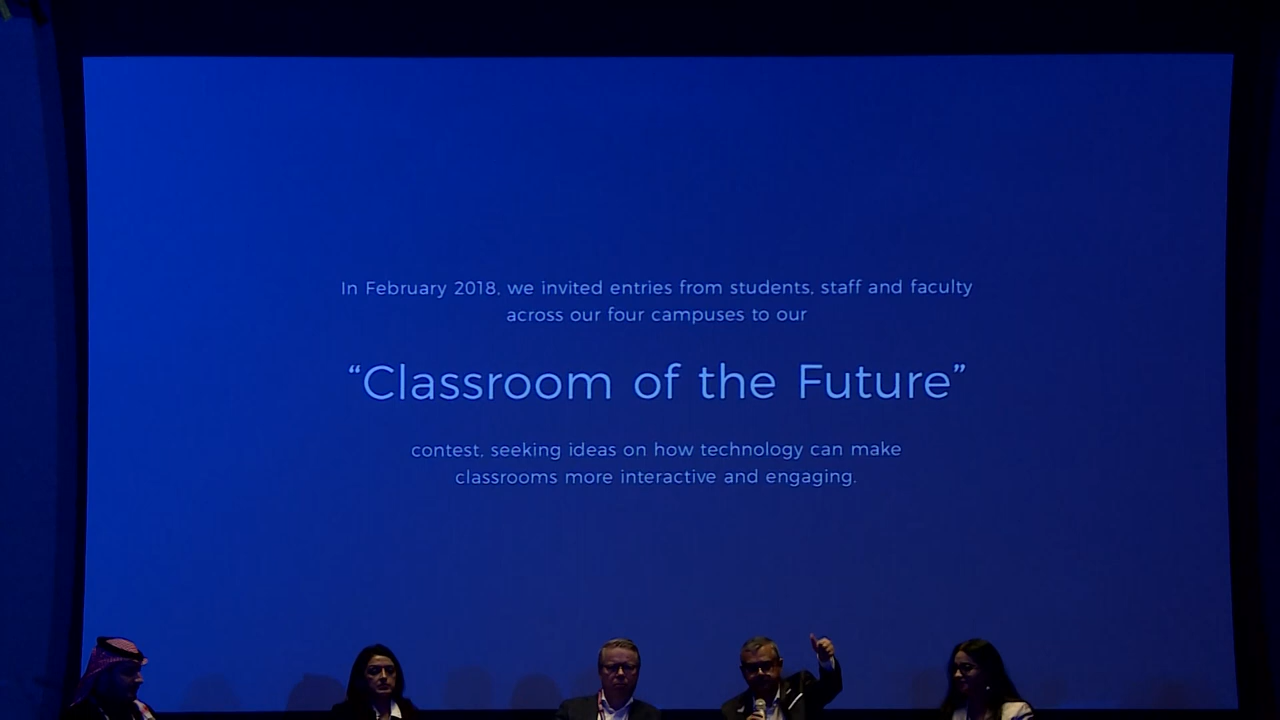 In February 2018, we invited entries from students, staff and faculty
across our four campuses to our
“Classroom of the Future”
contest, seeking ideas on how technology can make
classrooms more interactive and engaging.